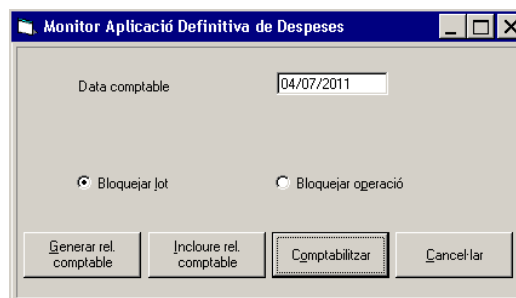 Monitor Aplicació Definitiva de Despeses
Data comptable 04/07/2011
Bloquejar lot Bloquejar operació
Generar rel. comptable Incloure rel. comptable Comptabilitzar Cancel·lar